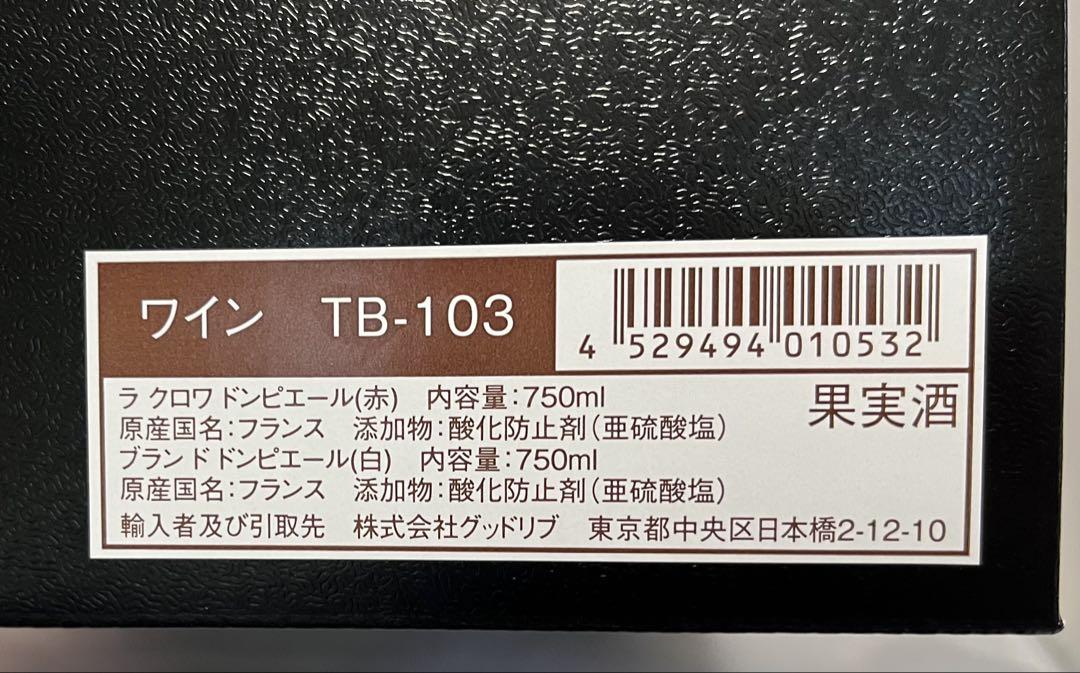 ワイン TB-103
4 529494 010532
ラ クロワ ドンピエール(赤) 内容量:750ml
果実酒
原産国名:フランス 添加物:酸化防止剤(亜硫酸塩)
ブランド ドンピエール(白) 内容量:750ml
原産国名:フランス 添加物:酸化防止剤(亜硫酸塩)
輸入者及び引取先 株式会社グッドリブ 東京都中央区日本橋2-12-10